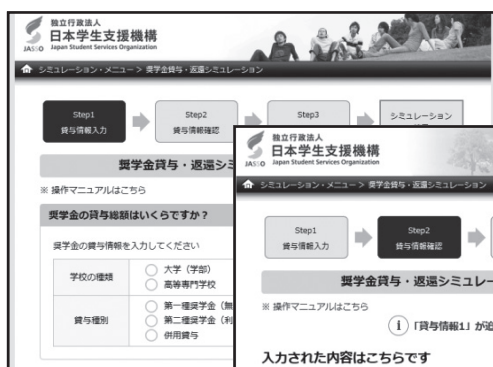 独立行政法人
日本学生支援機構
JASSO Japan Student Services Organization
シミュレーション・メニュー > 奨学金貸与・返還シミュレーション
Step1
貸与情報入力
Step2
貸与情報確認
Step3
シミュレーション
奨学金貸与・返還シミ
※ 操作マニュアルはこちら
奨学金の貸与総額はいくらですか？
奨学金の貸与情報を入力してください
学校の種類
大学（学部）
高等専門学校
貸与種別
第一種奨学金（無
第二種奨学金（利
併用貸与
独立行政法人
日本学生支援機構
JASSO Japan Student Services Organization
シミュレーション・メニュー > 奨学金貸与・返還シミュレーション
Step1
貸与情報入力
Step2
貸与情報確認
奨学金貸与・返還シミュレー
※ 操作マニュアルはこちら
i 「貸与情報1」が追
入力された内容はこちらです